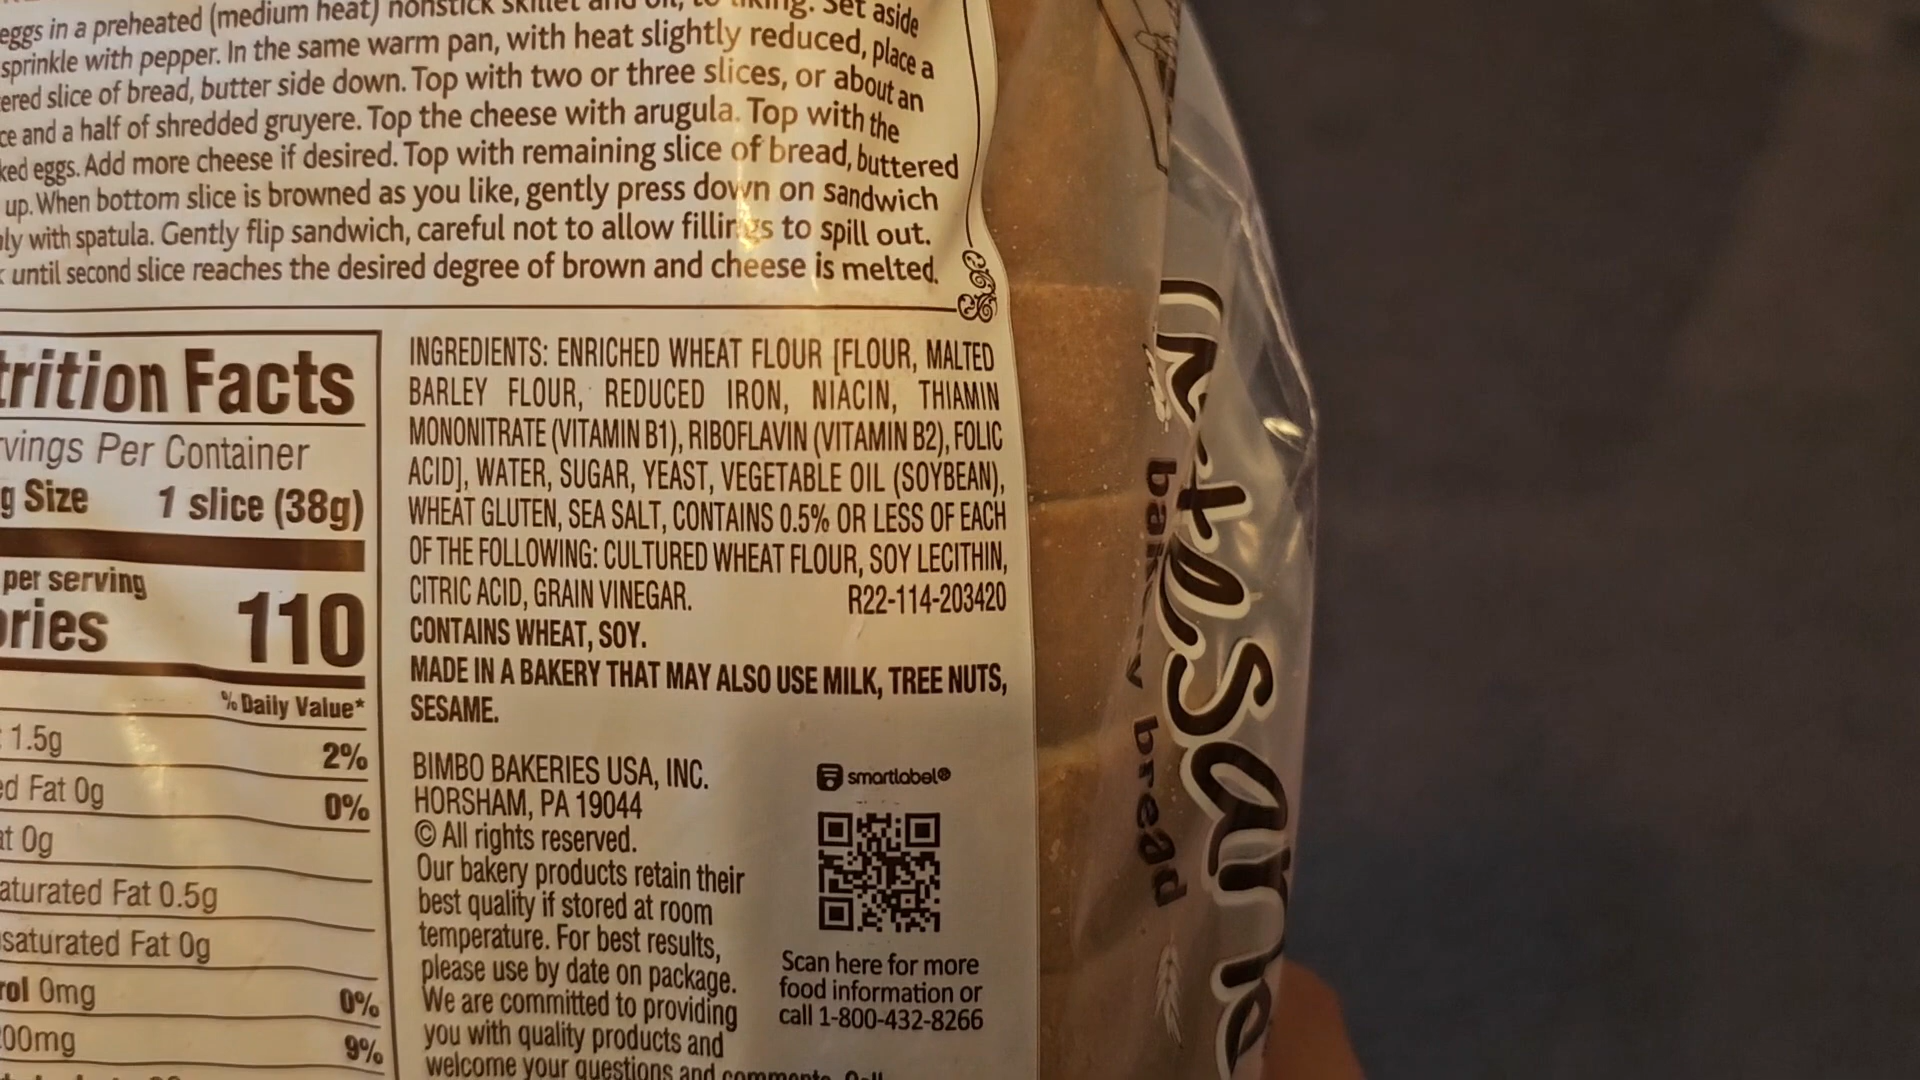 eggs in a preheated (medium heat) nonstick skillet and oil, to liking. Set aside
sprinkle with pepper. In the same warm pan, with heat slightly reduced, place a
ered slice of bread, butter side down. Top with two or three slices, or about an
ce and a half of shredded gruyere. Top the cheese with arugula. Top with the
ked eggs. Add more cheese if desired. Top with remaining slice of bread, buttered
up. When bottom slice is browned as you like, gently press down on sandwich
ly with spatula. Gently flip sandwich, careful not to allow fillings to spill out.
until second slice reaches the desired degree of brown and cheese is melted.
trition Facts
vings Per Container
g Size 1 slice (38g)
per serving
ries 110
% Daily Value*
1.5g 2%
ed Fat 0g 0%
at 0g
aturated Fat 0.5g
saturated Fat 0g
rol 0mg 0%
00mg 9%
INGREDIENTS: ENRICHED WHEAT FLOUR [FLOUR, MALTED
BARLEY FLOUR, REDUCED IRON, NIACIN, THIAMIN
MONONITRATE (VITAMIN B1), RIBOFLAVIN (VITAMIN B2), FOLIC
ACID], WATER, SUGAR, YEAST, VEGETABLE OIL (SOYBEAN),
WHEAT GLUTEN, SEA SALT, CONTAINS 0.5% OR LESS OF EACH
OF THE FOLLOWING: CULTURED WHEAT FLOUR, SOY LECITHIN,
CITRIC ACID, GRAIN VINEGAR. R22-114-203420
CONTAINS WHEAT, SOY.
MADE IN A BAKERY THAT MAY ALSO USE MILK, TREE NUTS,
SESAME.
BIMBO BAKERIES USA, INC.
HORSHAM, PA 19044
© All rights reserved.
Our bakery products retain their
best quality if stored at room
temperature. For best results,
please use by date on package.
We are committed to providing
you with quality products and
welcome your questions and comments. Call
smartlabel®
Scan here for more
food information or
call 1-800-432-8266
bakery bread